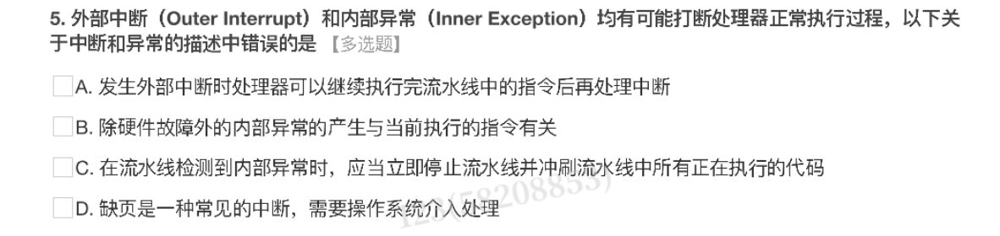 5. 外部中断（Outer Interrupt）和内部异常（Inner Exception）均有可能打断处理器正常执行过程，以下关
于中断和异常的描述中错误的是 【多选题】
A. 发生外部中断时处理器可以继续执行完流水线中的指令后再处理中断
B. 除硬件故障外的内部异常的产生与当前执行的指令有关
C. 在流水线检测到内部异常时，应当立即停止流水线并冲刷流水线中所有正在执行的代码
D. 缺页是一种常见的中断，需要操作系统介入处理
123(58208853)